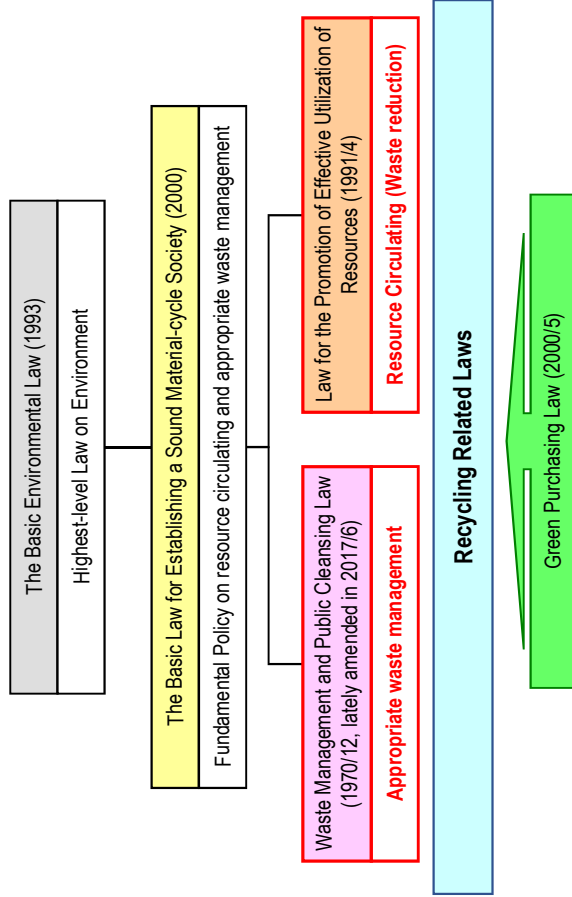 The Basic Environmental Law (1993)
Highest-level Law on Environment
The Basic Law for Establishing a Sound Material-cycle Society (2000)
Fundamental Policy on resource circulating and appropriate waste management
Waste Management and Public Cleansing Law
(1970/12, lately amended in 2017/6)
Appropriate waste management
Law for the Promotion of Effective Utilization of
Resources (1991/4)
Resource Circulating (Waste reduction)
Recycling Related Laws
Green Purchasing Law (2000/5)